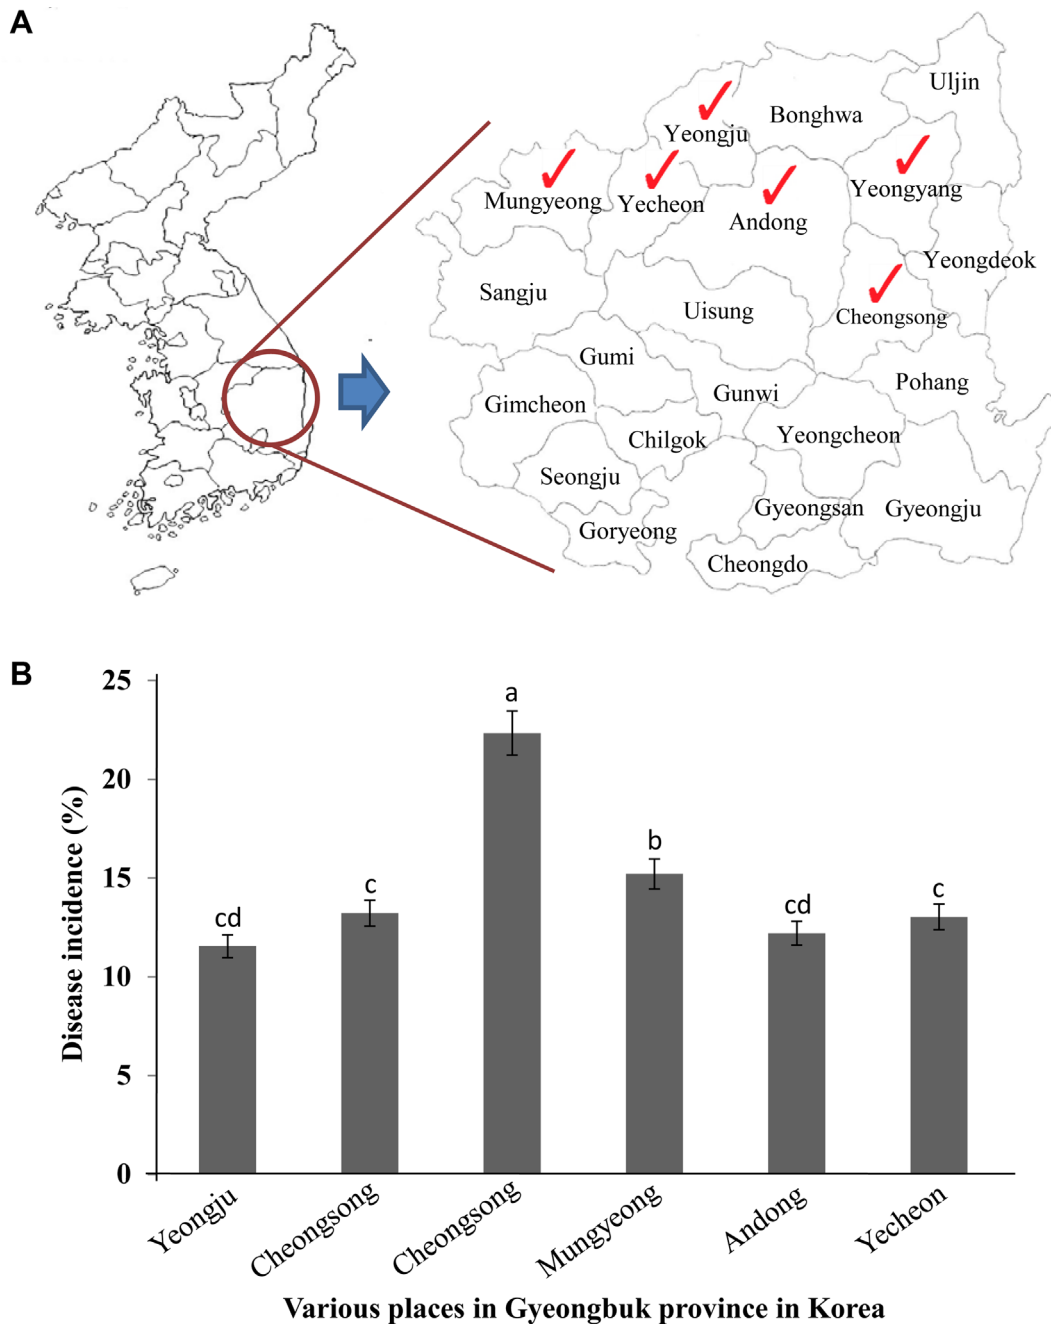 A
Uljin
Bonghwa
Yeongju
Yeongyang
Mungyeong
Yecheon
Andong
Yeongdeok
Sangju
Uisung
Cheongsong
Gumi
Pohang
Gimcheon
Gunwi
Chilgok
Yeongcheon
Seongju
Gyeongsan
Gyeongju
Goryeong
Cheongdo
B
Disease incidence (%)
25
20
15
10
5
0
cd
c
a
b
cd
c
Yeongju
Cheongsong
Cheongsong
Mungyeong
Andong
Yecheon
Various places in Gyeongbuk province in Korea